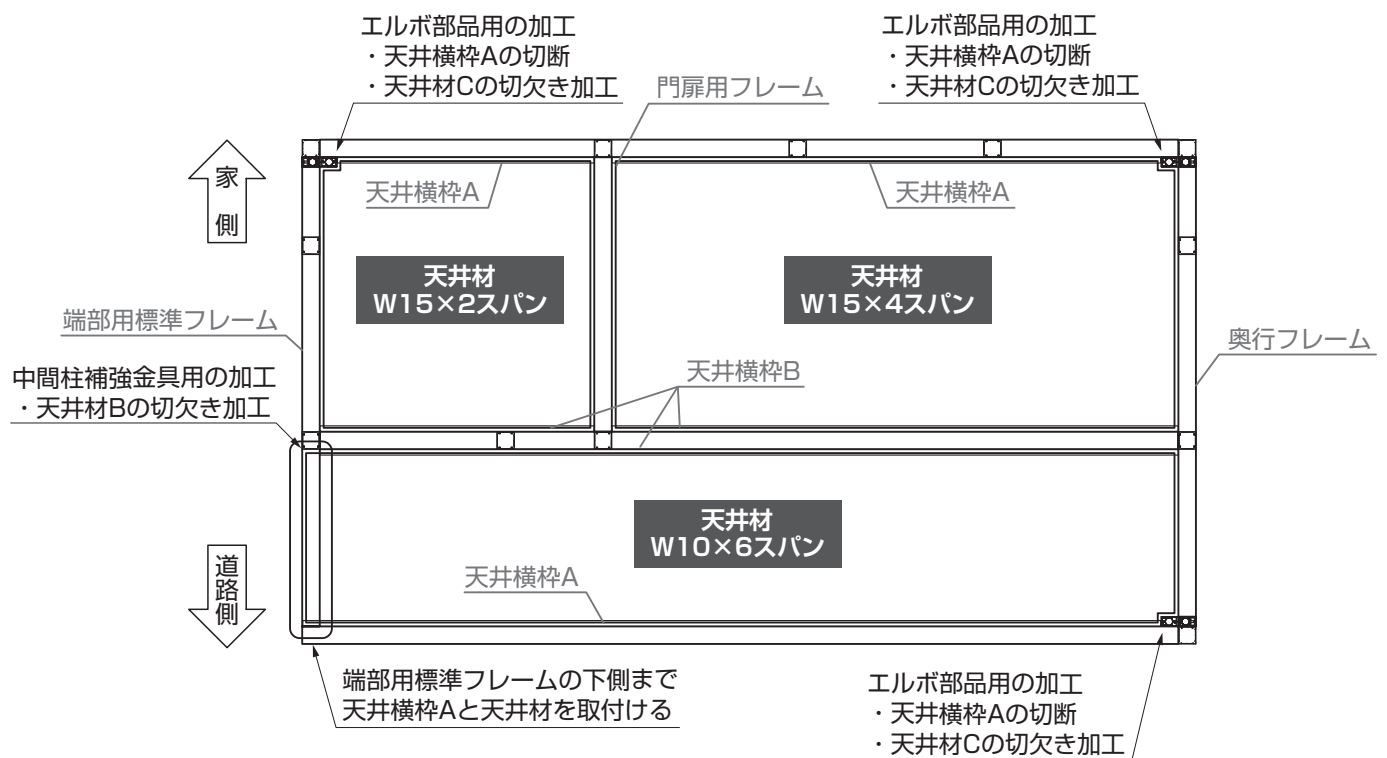 エルボ部品用の加工
・天井横枠Aの切断
・天井材Cの切欠き加工
門扉用フレーム
エルボ部品用の加工
・天井横枠Aの切断
・天井材Cの切欠き加工
家側
天井横枠A
天井横枠A
天井材
W15×2スパン
天井材
W15×4スパン
端部用標準フレーム
奥行フレーム
中間柱補強金具用の加工
・天井材Bの切欠き加工
天井横枠B
天井材
W10×6スパン
道路側
天井横枠A
端部用標準フレームの下側まで
天井横枠Aと天井材を取付ける
エルボ部品用の加工
・天井横枠Aの切断
・天井材Cの切欠き加工